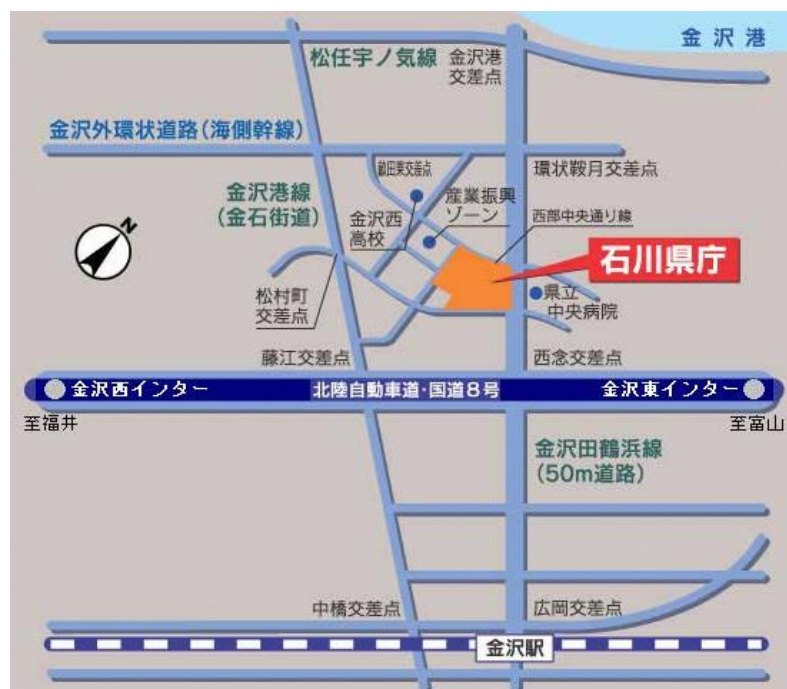 金沢港
松任宇ノ気線
金沢港
交差点
金沢外環状道路(海側幹線)
畝田東交差点
環状鞍月交差点
金沢港線
(金石街道)
産業振興
ゾーン
金沢西
高校
西部中央通り線
N
石川県庁
松村町
交差点
県立
中央病院
藤江交差点
西念交差点
金沢西インター
北陸自動車道・国道8号
金沢東インター
至福井
至富山
金沢田鶴浜線
(50m道路)
中橋交差点
広岡交差点
金沢駅